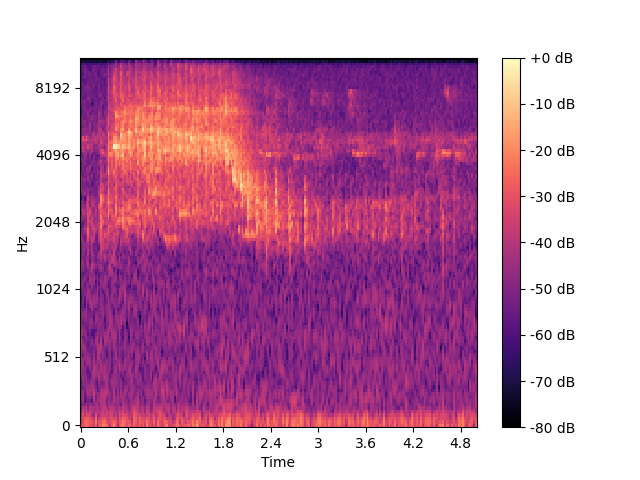 +0 dB
8192
-10 dB
4096
-20 dB
-30 dB
2048
-40 dB
Hz
1024
-50 dB
512
-60 dB
-70 dB
0
-80 dB
0 0.6 1.2 1.8 2.4 3 3.6 4.2 4.8
Time